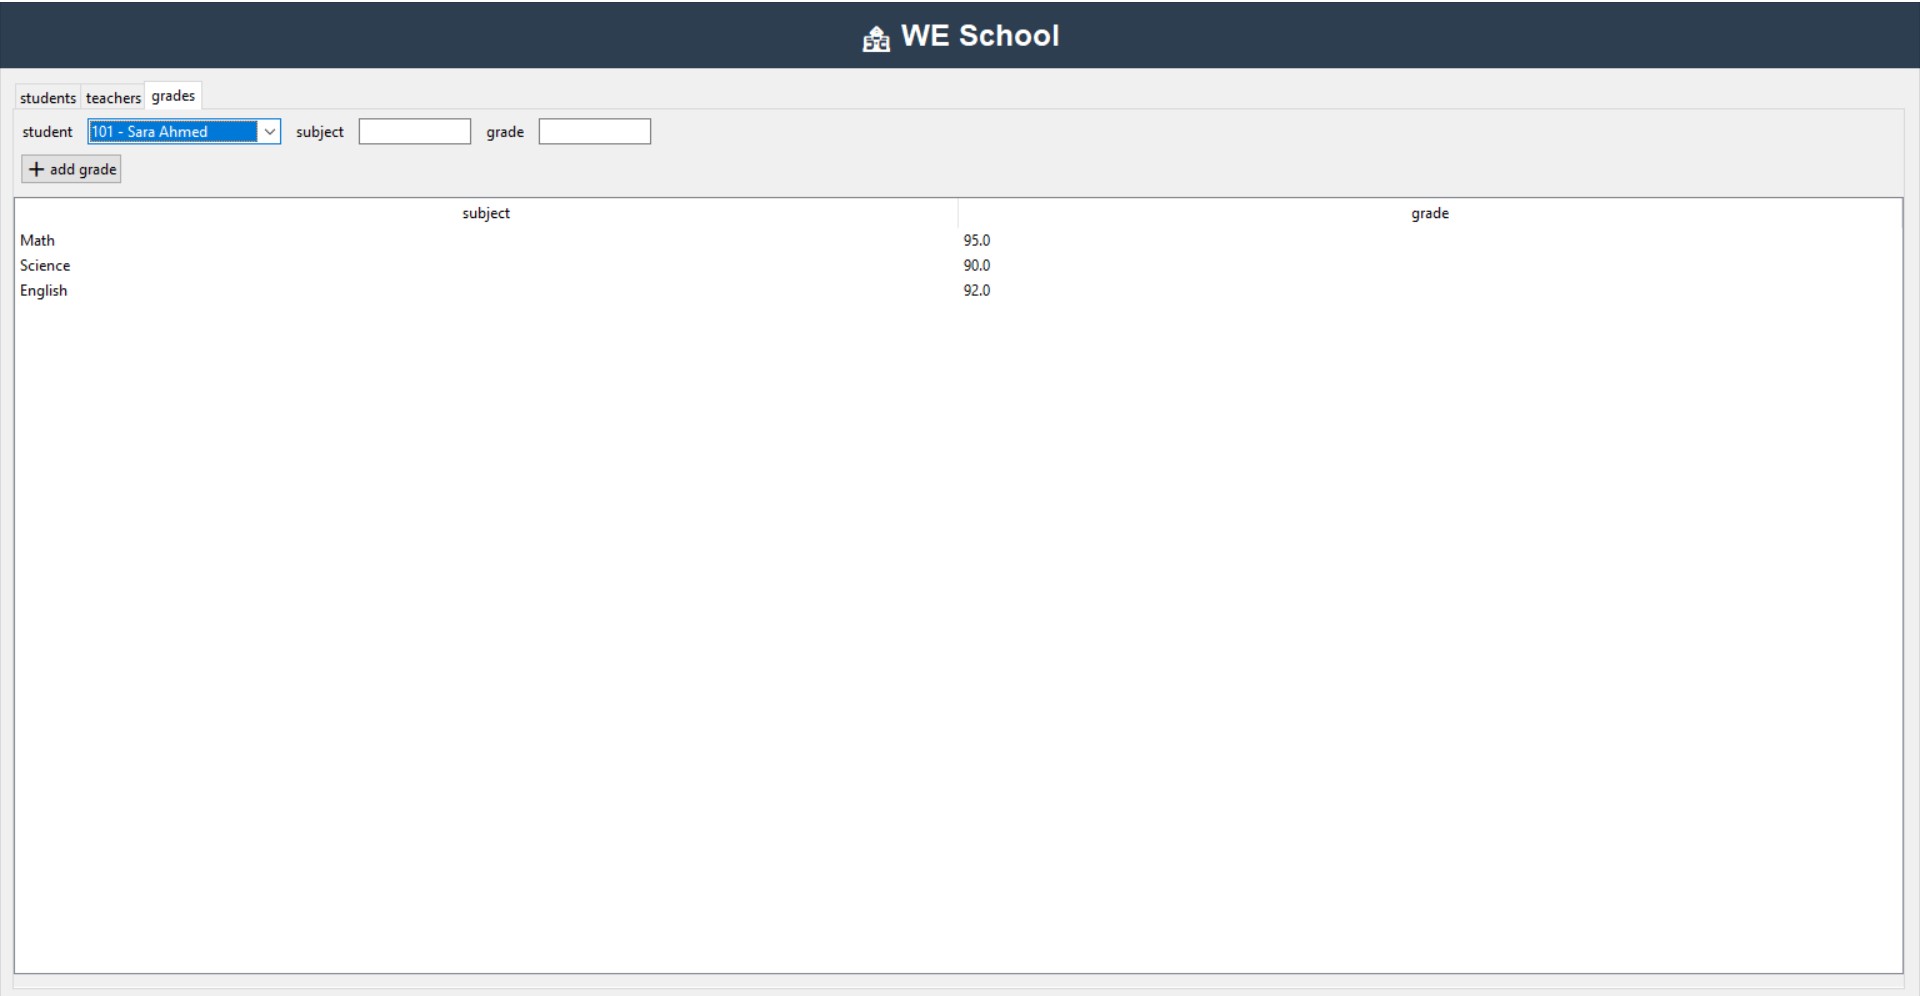 WE School
students teachers grades
student 101 - Sara Ahmed subject grade
+ add grade
subject grade
Math 95.0
Science 90.0
English 92.0